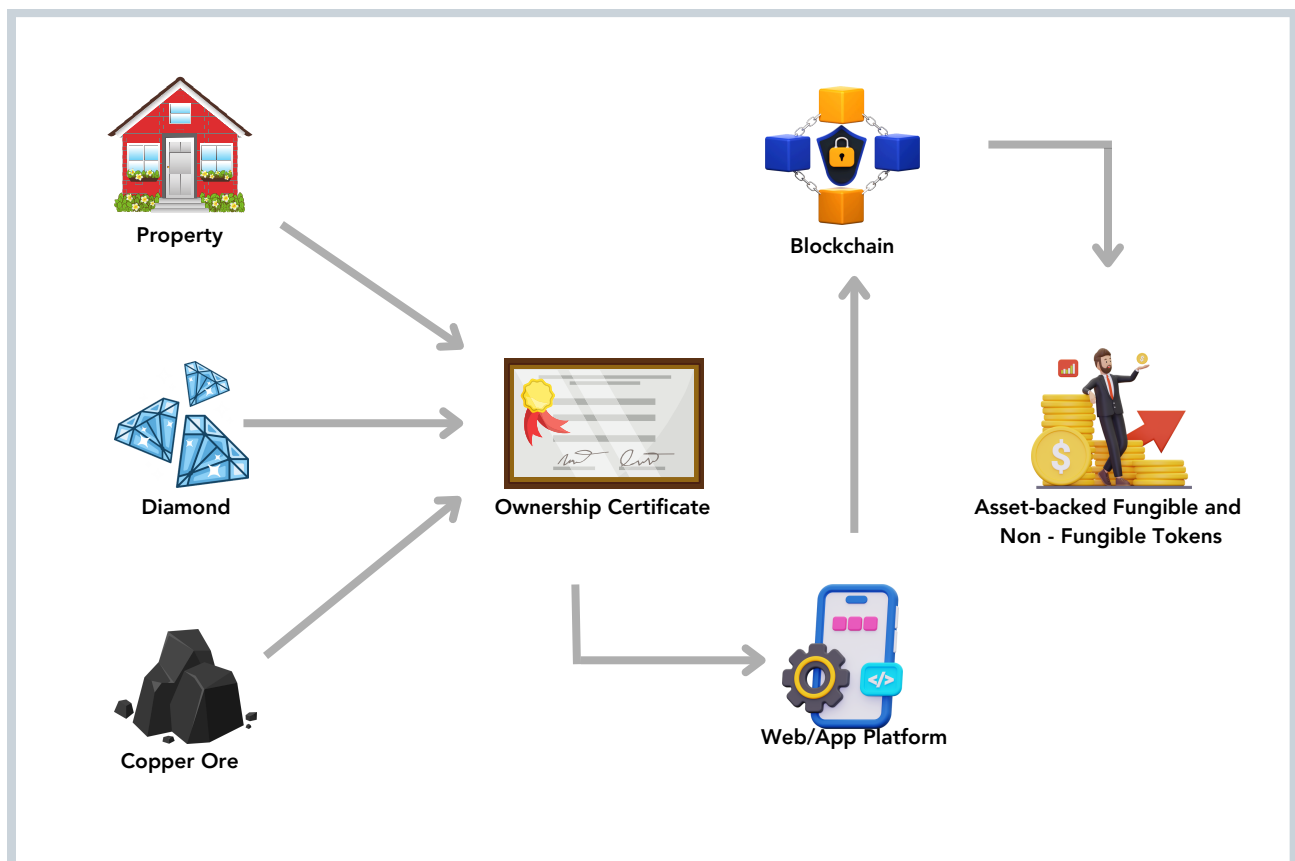 Property
Blockchain
Diamond
Ownership Certificate
$
Asset-backed Fungible and
Non - Fungible Tokens
</>
Web/App Platform
Copper Ore